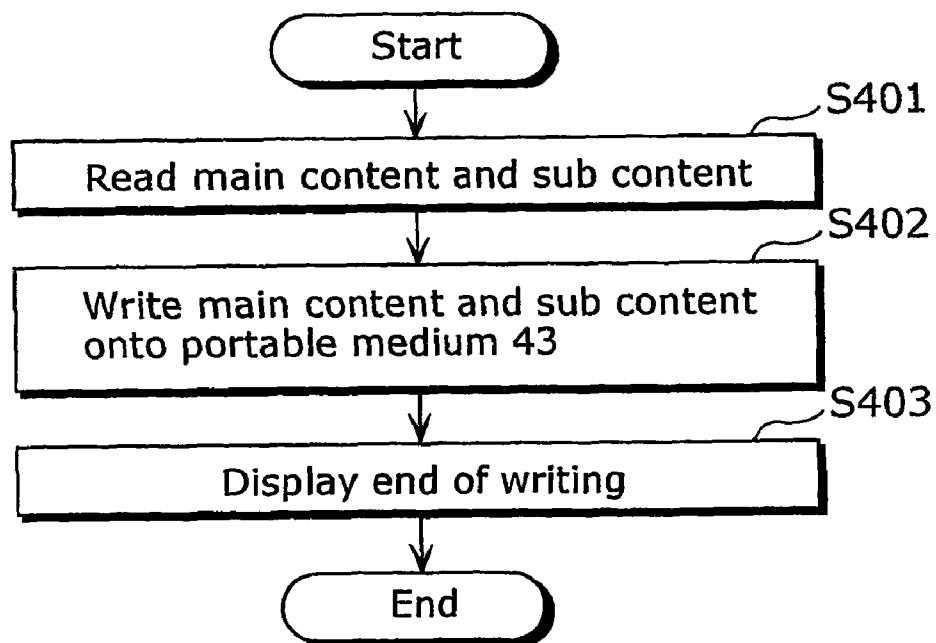 Start
S401
Read main content and sub content
S402
Write main content and sub content
onto portable medium 43
S403
Display end of writing
End